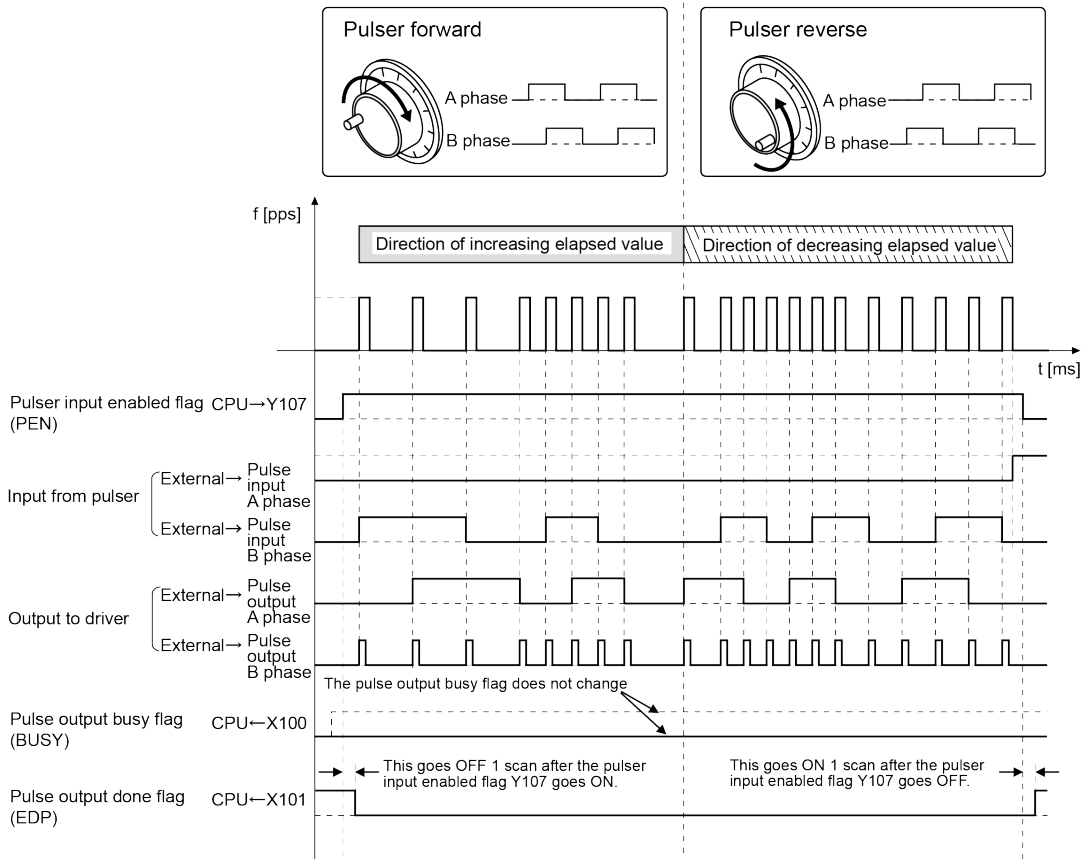 Pulser forward
A phase
B phase
Pulser reverse
A phase
B phase
f [pps]
Direction of increasing elapsed value
Direction of decreasing elapsed value
t [ms]
Pulser input enabled flag
(PEN)
CPU→Y107
Input from pulser
External→
Pulse
input
A phase
External→
Pulse
input
B phase
Output to driver
External→
Pulse
output
A phase
External→
Pulse
output
B phase
The pulse output busy flag does not change
Pulse output busy flag
(BUSY)
CPU←X100
This goes OFF 1 scan after the pulser
input enabled flag Y107 goes ON.
This goes ON 1 scan after the pulser
input enabled flag Y107 goes OFF.
Pulse output done flag
(EDP)
CPU←X101